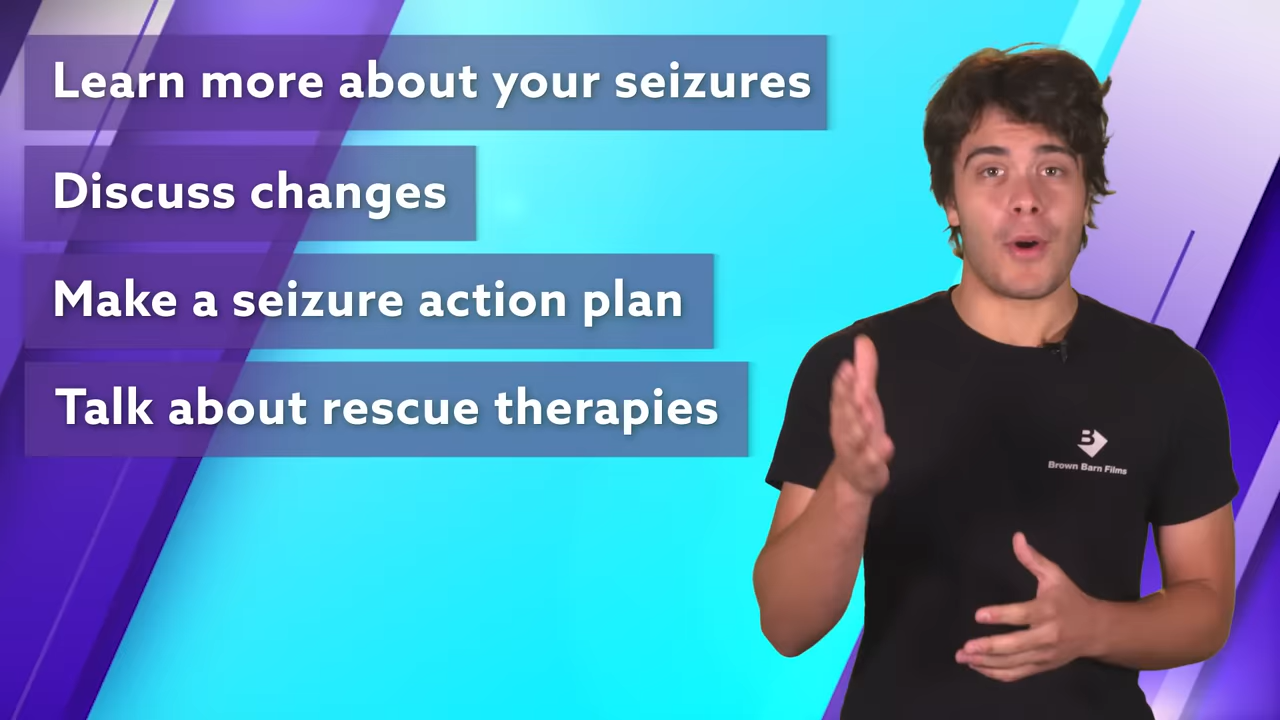 Learn more about your seizures
Discuss changes
Make a seizure action plan
Talk about rescue therapies
B
Brown Barn Films